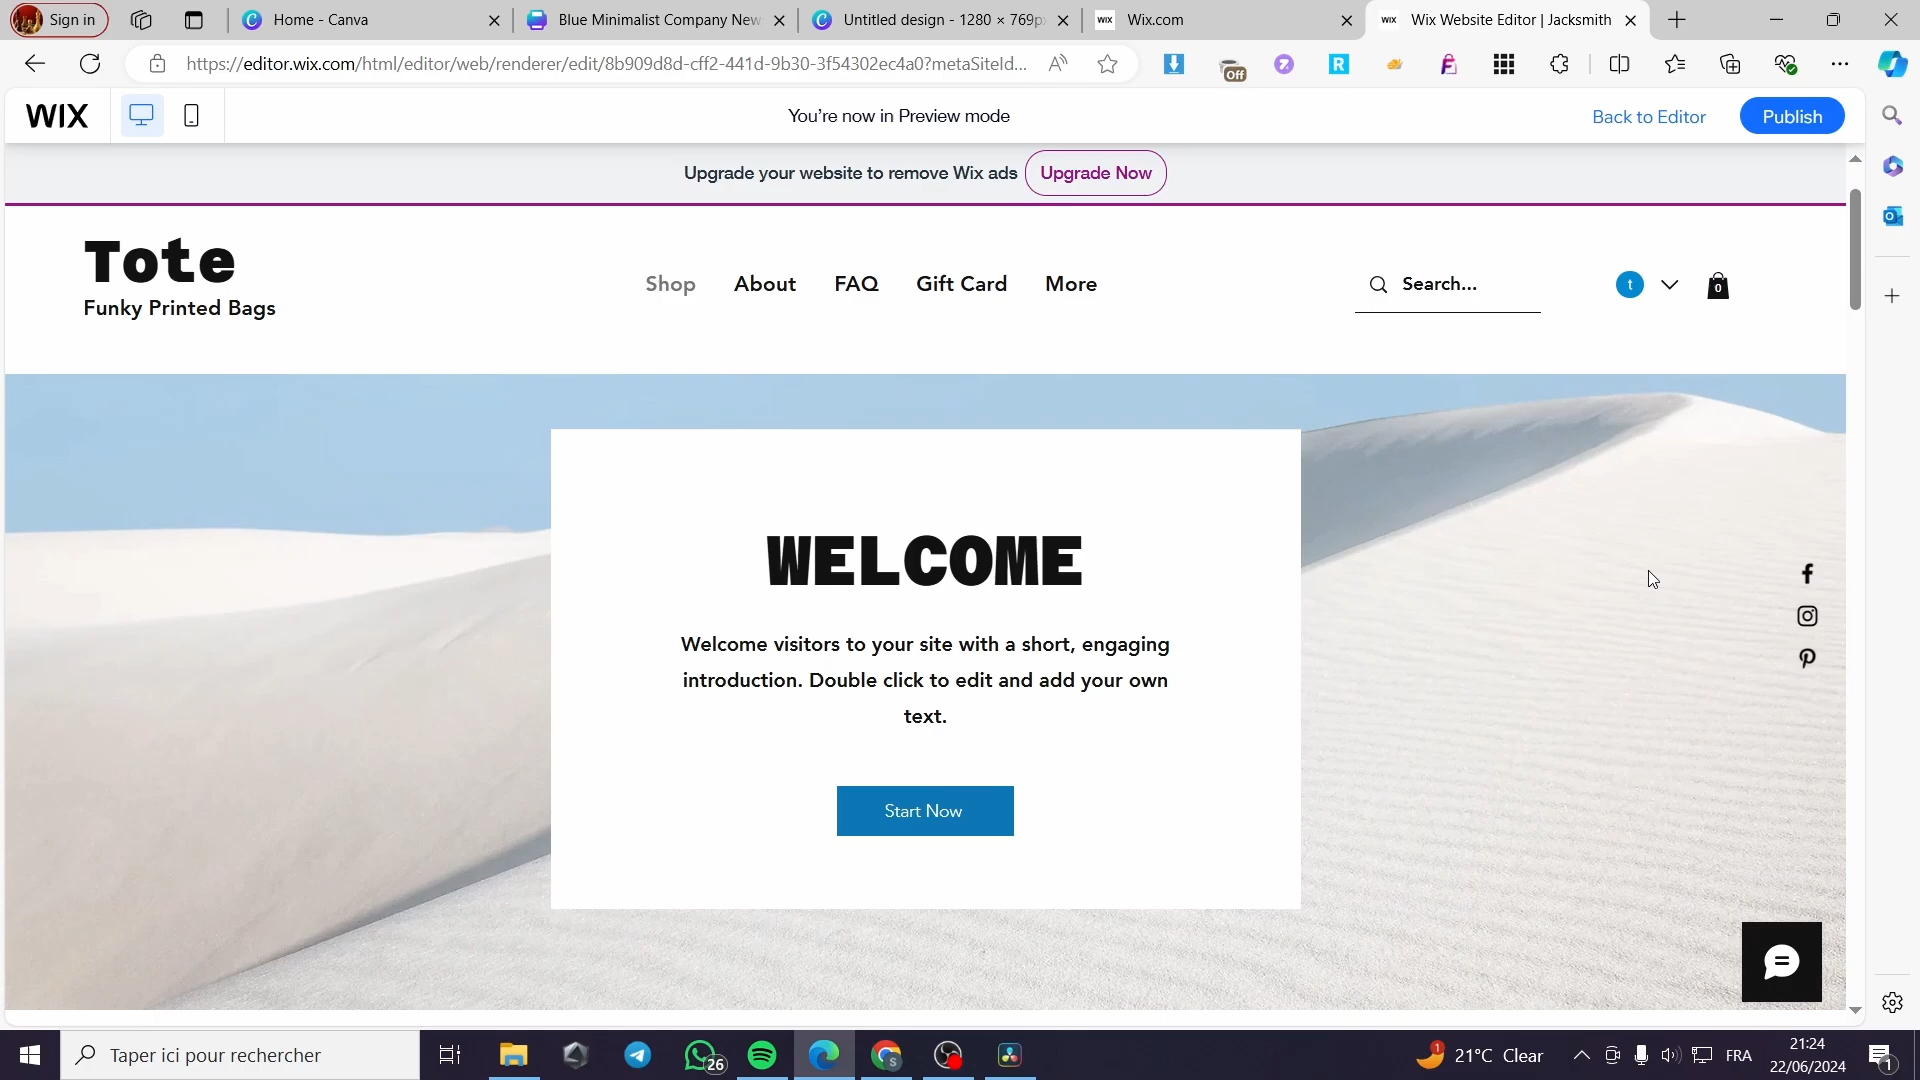 Sign in
Home - Canva
Blue Minimalist Company New
Untitled design - 1280 × 769p
WIX
Wix.com
WIX
Wix Website Editor | Jacksmith
https://editor.wix.com/html/editor/web/renderer/edit/8b909d8d-cff2-441d-9b30-3f54302ec4a0?metaSiteId...
Off
R
WIX
You're now in Preview mode
Back to Editor
Publish
Upgrade your website to remove Wix ads
Upgrade Now
Tote
Funky Printed Bags
Shop
About
FAQ
Gift Card
More
Search...
t
0
WELCOME
Welcome visitors to your site with a short, engaging
introduction. Double click to edit and add your own
text.
Start Now
Taper ici pour rechercher
26
S
1
21°C Clear
FRA
21:24
22/06/2024
1